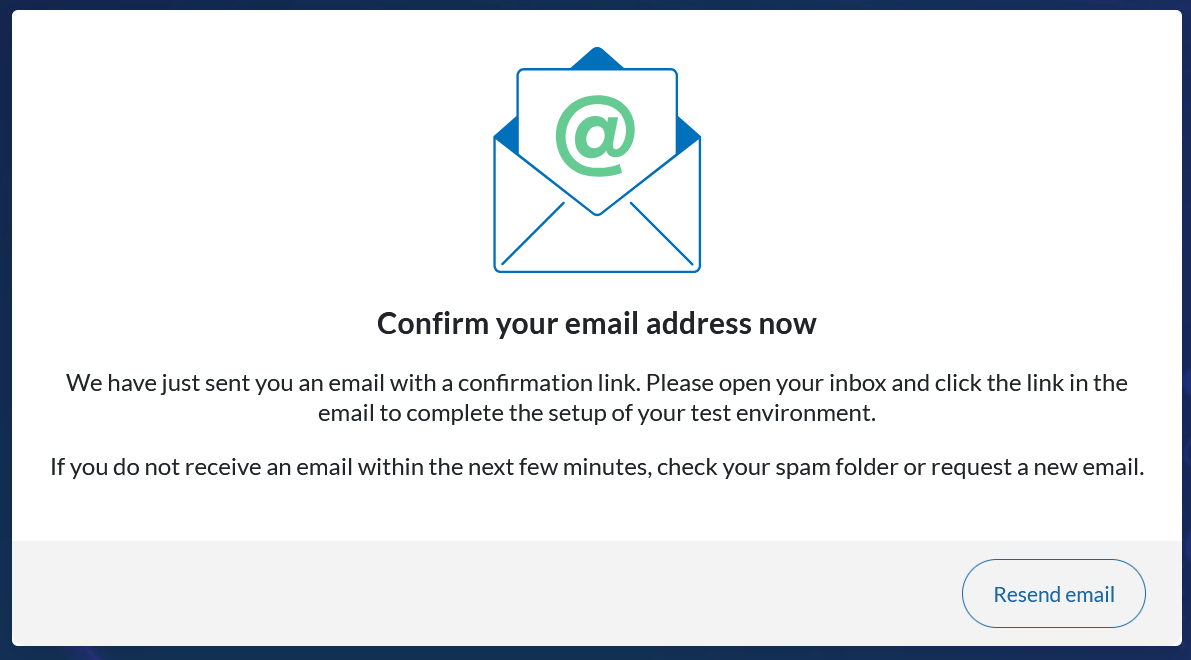 @
Confirm your email address now
We have just sent you an email with a confirmation link. Please open your inbox and click the link in the
email to complete the setup of your test environment.
If you do not receive an email within the next few minutes, check your spam folder or request a new email.
Resend email